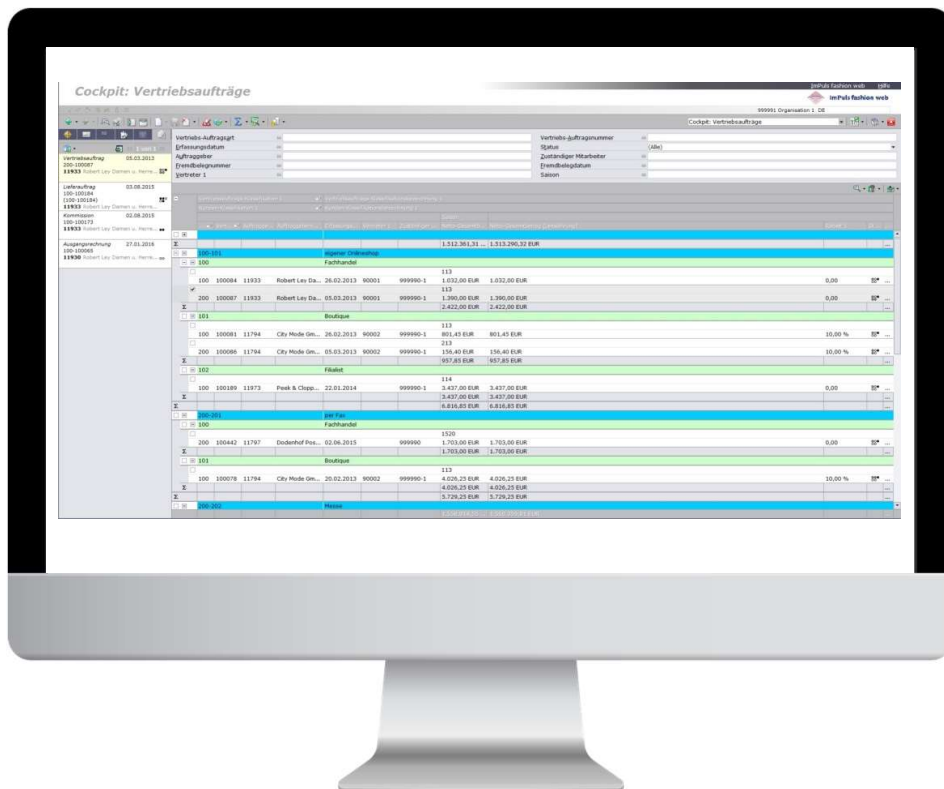 Cockpit: Vertriebsaufträge
ImPuls fashion web Hilfe
imPuls fashion web
999991 Organisation 1 DE
Cockpit: Vertriebsaufträge
Vertriebs-Auftragsart =
Erfassungsdatum =
Auftraggeber =
Fremdbelegnummer =
Vertreter 1 =
Vertriebs-Auftragsnummer =
Status (Alle)
Zuständiger Mitarbeiter =
Fremdbelegdatum =
Saison =
Vertriebsauftrag 05.03.2013
200-100087
11933 Robert Ley Damen u. Herre...
Lieferauftrag 03.08.2015
100-100184
(100-100184)
11933 Robert Ley Damen u. Herre...
Kommission 02.08.2015
100-100173
11933 Robert Ley Damen u. Herre...
Ausgangsrechnung 27.01.2016
100-100065
11930 Robert Ley Damen u. Herre...
Σ 1.512.361,31 ... 1.513.290,32 EUR ...
100-101 eigener Onlineshop
100 Fachhandel
113
100 100084 11933 Robert Ley Da... 26.02.2013 90001 999990-1 1.032,00 EUR 1.032,00 EUR 0,00 ...
113
200 100087 11933 Robert Ley Da... 05.03.2013 90001 999990-1 1.390,00 EUR 1.390,00 EUR 0,00 ...
Σ 2.422,00 EUR 2.422,00 EUR ...
101 Boutique
113
100 100081 11794 City Mode Gm... 26.02.2013 90002 999990-1 801,45 EUR 801,45 EUR 10,00 % ...
213
200 100086 11794 City Mode Gm... 05.03.2013 90002 999990-1 156,40 EUR 156,40 EUR 10,00 % ...
Σ 957,85 EUR 957,85 EUR ...
102 Filialist
114
100 100189 11973 Peek & Clopp... 22.01.2014 999990-1 3.437,00 EUR 3.437,00 EUR 0,00 ...
Σ 3.437,00 EUR 3.437,00 EUR ...
Σ 6.816,85 EUR 6.816,85 EUR ...
200-201 per Fax
100 Fachhandel
1520
200 100442 11797 Dodenhof Pos... 02.06.2015 999990 1.703,00 EUR 1.703,00 EUR 0,00 ...
Σ 1.703,00 EUR 1.703,00 EUR ...
101 Boutique
113
100 100078 11794 City Mode Gm... 20.02.2013 90002 999990-1 4.026,25 EUR 4.026,25 EUR 10,00 % ...
Σ 4.026,25 EUR 4.026,25 EUR ...
Σ 5.729,25 EUR 5.729,25 EUR ...
200-202 Messe